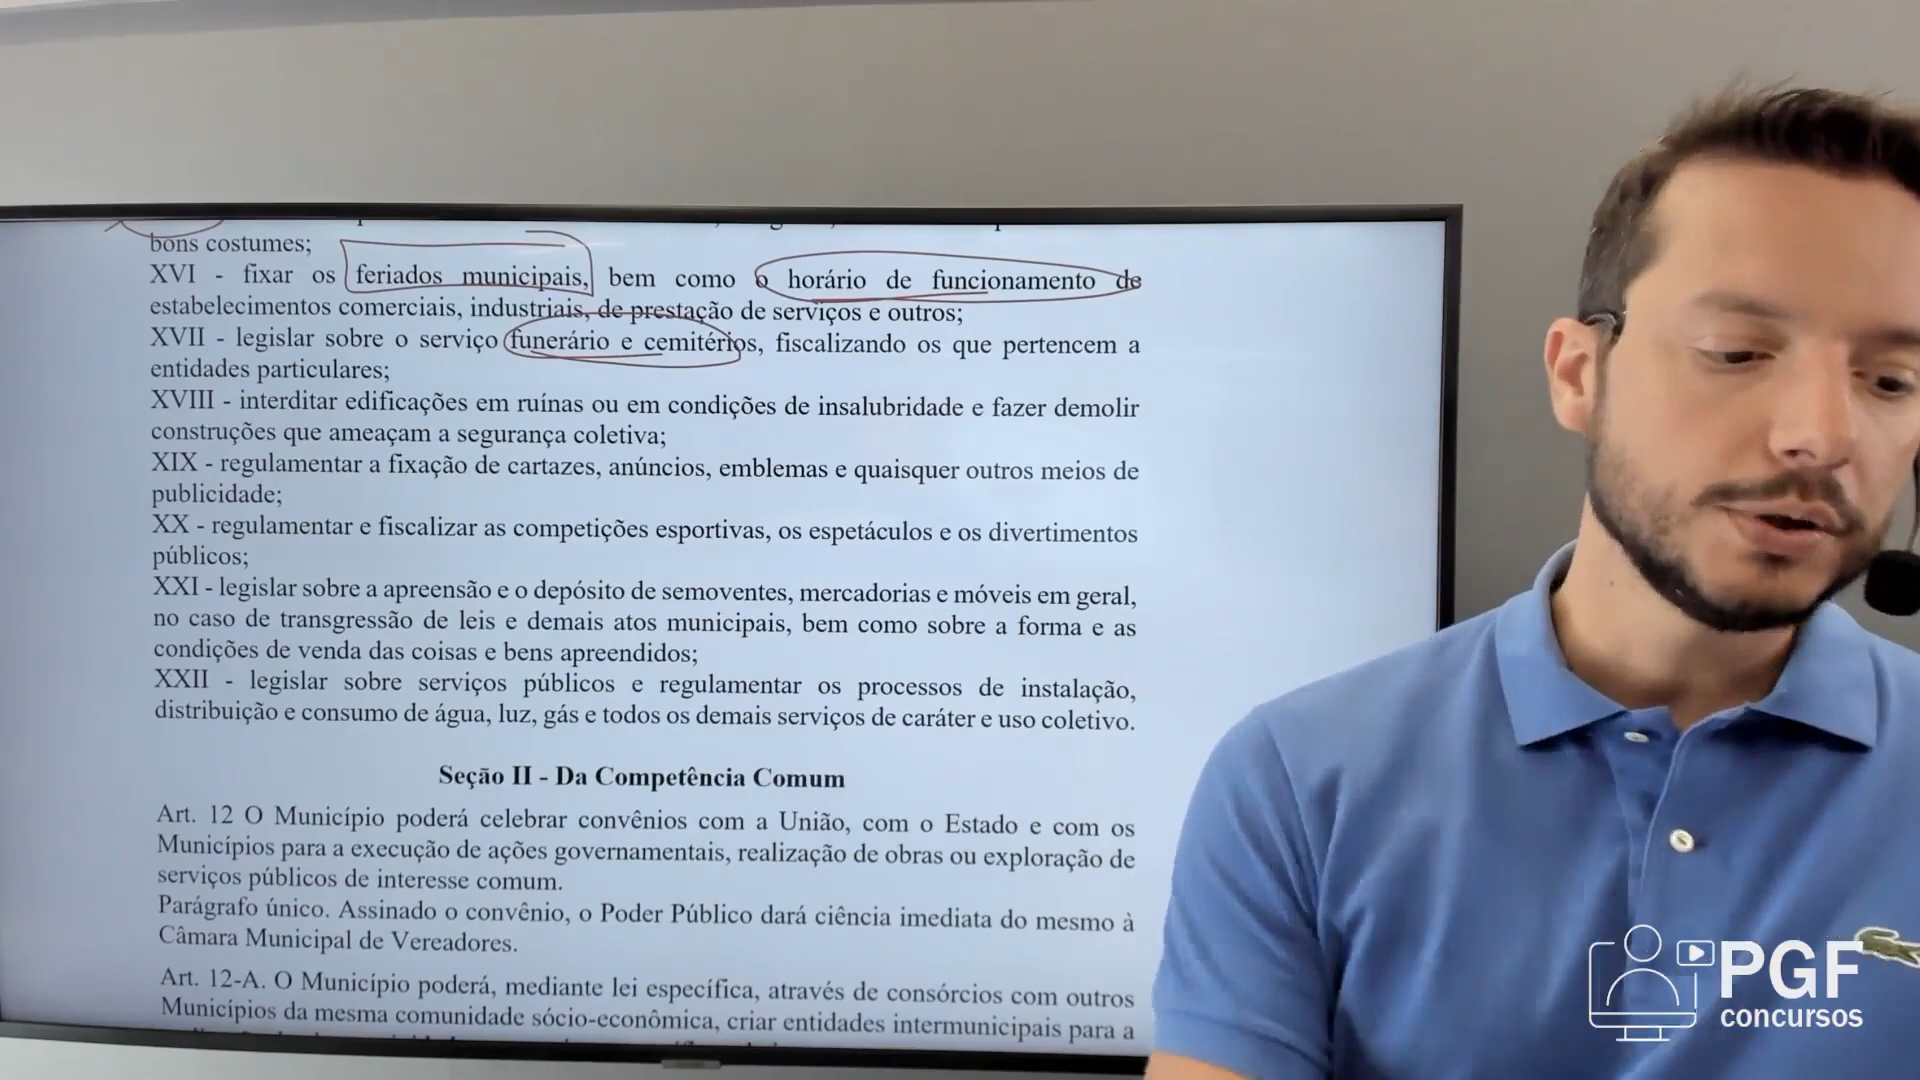 bons costumes;
XVI - fixar os feriados municipais, bem como o horário de funcionamento de
estabelecimentos comerciais, industriais, de prestação de serviços e outros;
XVII - legislar sobre o serviço funerário e cemitérios, fiscalizando os que pertencem a
entidades particulares;
XVIII - interditar edificações em ruínas ou em condições de insalubridade e fazer demolir
construções que ameaçam a segurança coletiva;
XIX - regulamentar a fixação de cartazes, anúncios, emblemas e quaisquer outros meios de
publicidade;
XX - regulamentar e fiscalizar as competições esportivas, os espetáculos e os divertimentos
públicos;
XXI - legislar sobre a apreensão e o depósito de semoventes, mercadorias e móveis em geral,
no caso de transgressão de leis e demais atos municipais, bem como sobre a forma e as
condições de venda das coisas e bens apreendidos;
XXII - legislar sobre serviços públicos e regulamentar os processos de instalação,
distribuição e consumo de água, luz, gás e todos os demais serviços de caráter e uso coletivo.
Seção II - Da Competência Comum
Art. 12 O Município poderá celebrar convênios com a União, com o Estado e com os
Municípios para a execução de ações governamentais, realização de obras ou exploração de
serviços públicos de interesse comum.
Parágrafo único. Assinado o convênio, o Poder Público dará ciência imediata do mesmo à
Câmara Municipal de Vereadores.
Art. 12-A. O Município poderá, mediante lei específica, através de consórcios com outros
Municípios da mesma comunidade sócio-econômica, criar entidades intermunicipais para a
PGF
concursos